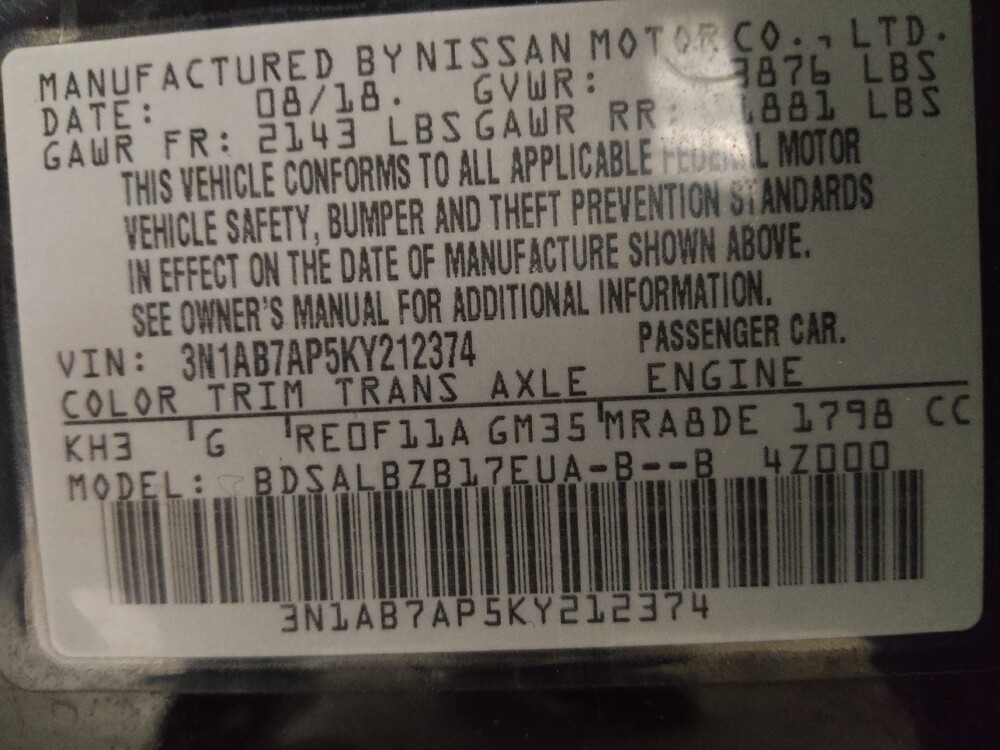 MANUFACTURED BY NISSAN MOTOR CO., LTD.
DATE: 08/18. GVWR: 3876 LBS
GAWR FR: 2143 LBS GAWR RR: 1881 LBS
THIS VEHICLE CONFORMS TO ALL APPLICABLE FEDERAL MOTOR
VEHICLE SAFETY, BUMPER AND THEFT PREVENTION STANDARDS
IN EFFECT ON THE DATE OF MANUFACTURE SHOWN ABOVE.
SEE OWNER'S MANUAL FOR ADDITIONAL INFORMATION.
VIN: 3N1AB7AP5KY212374 PASSENGER CAR.
COLOR TRIM TRANS AXLE ENGINE
KH3 G RE0F11A GM35 MRA8DE 1798 CC
MODEL: BDSALBZB17EUA-B--B 4Z000
3N1AB7AP5KY212374